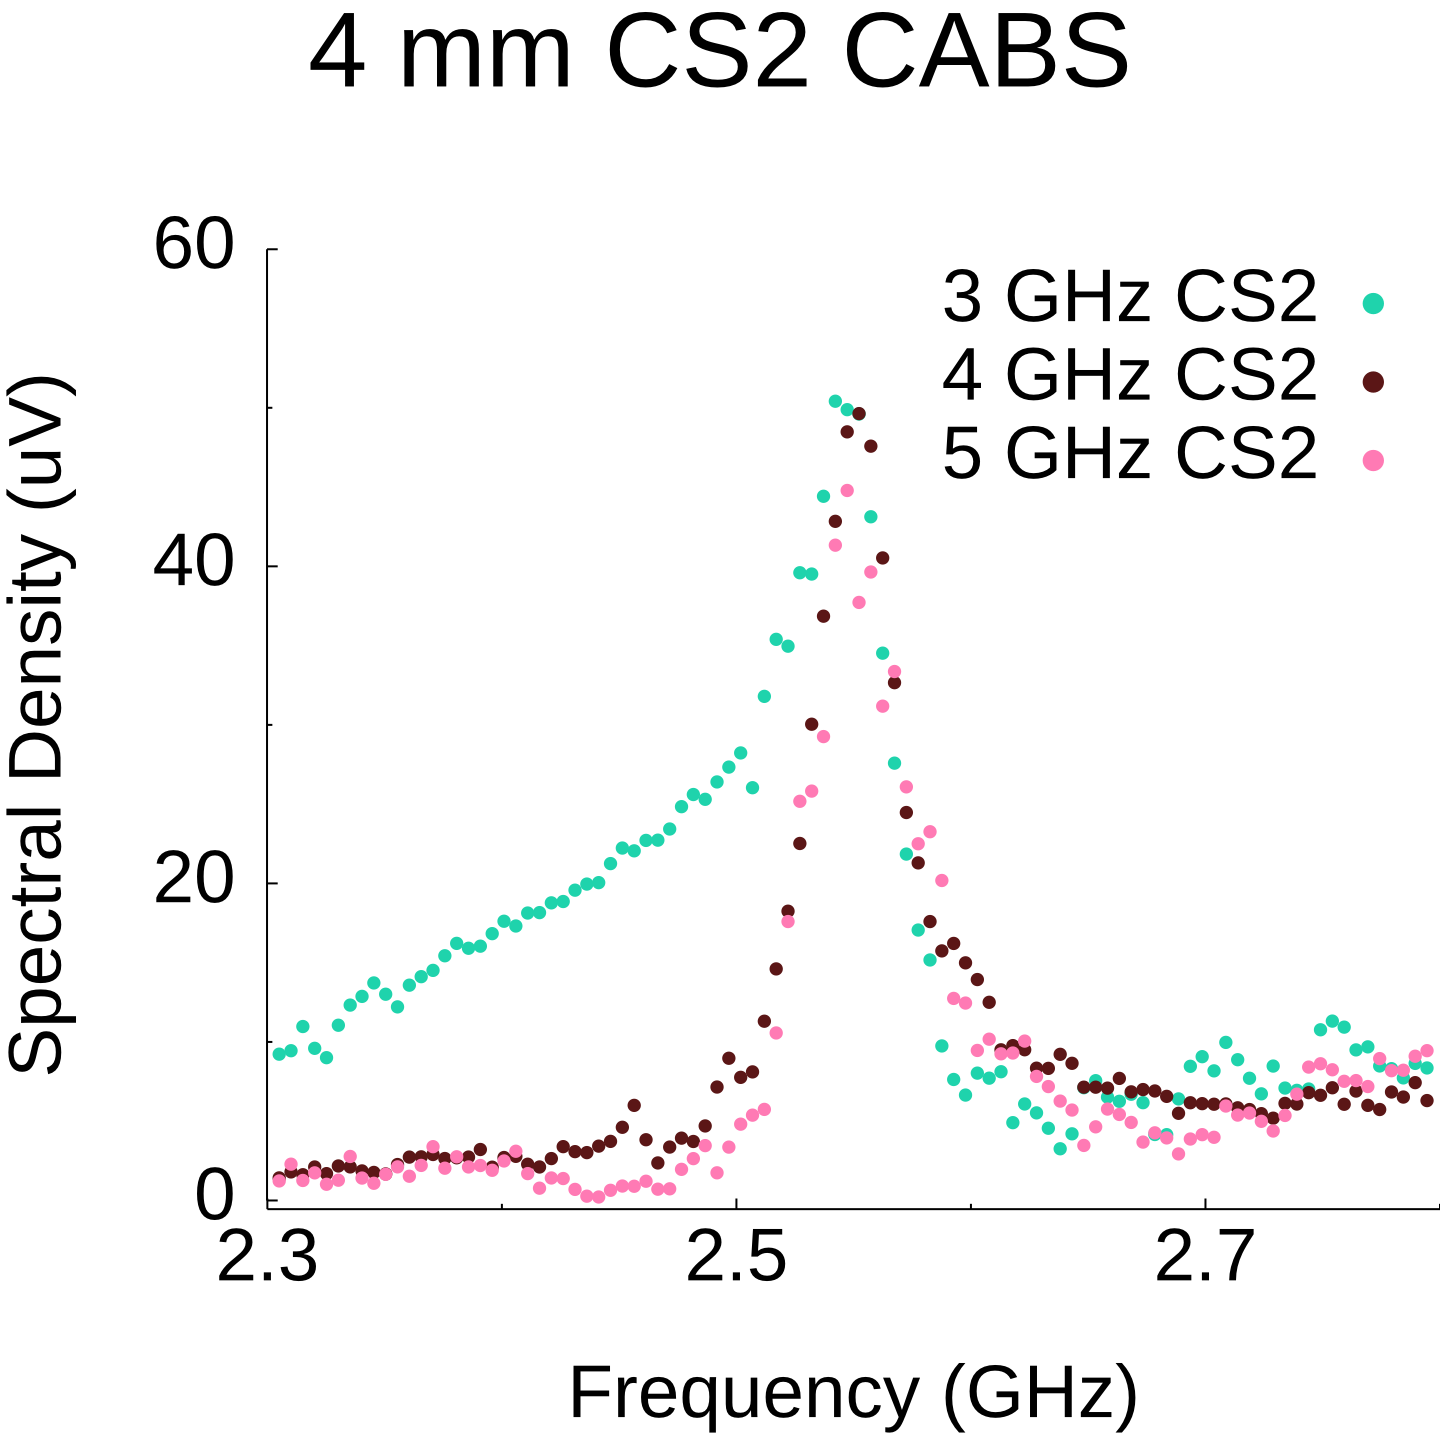 4 mm CS2 CABS
60
3 GHz CS2
4 GHz CS2
5 GHz CS2
Spectral Density (uV)
40
20
0
2.3
2.5
2.7
Frequency (GHz)